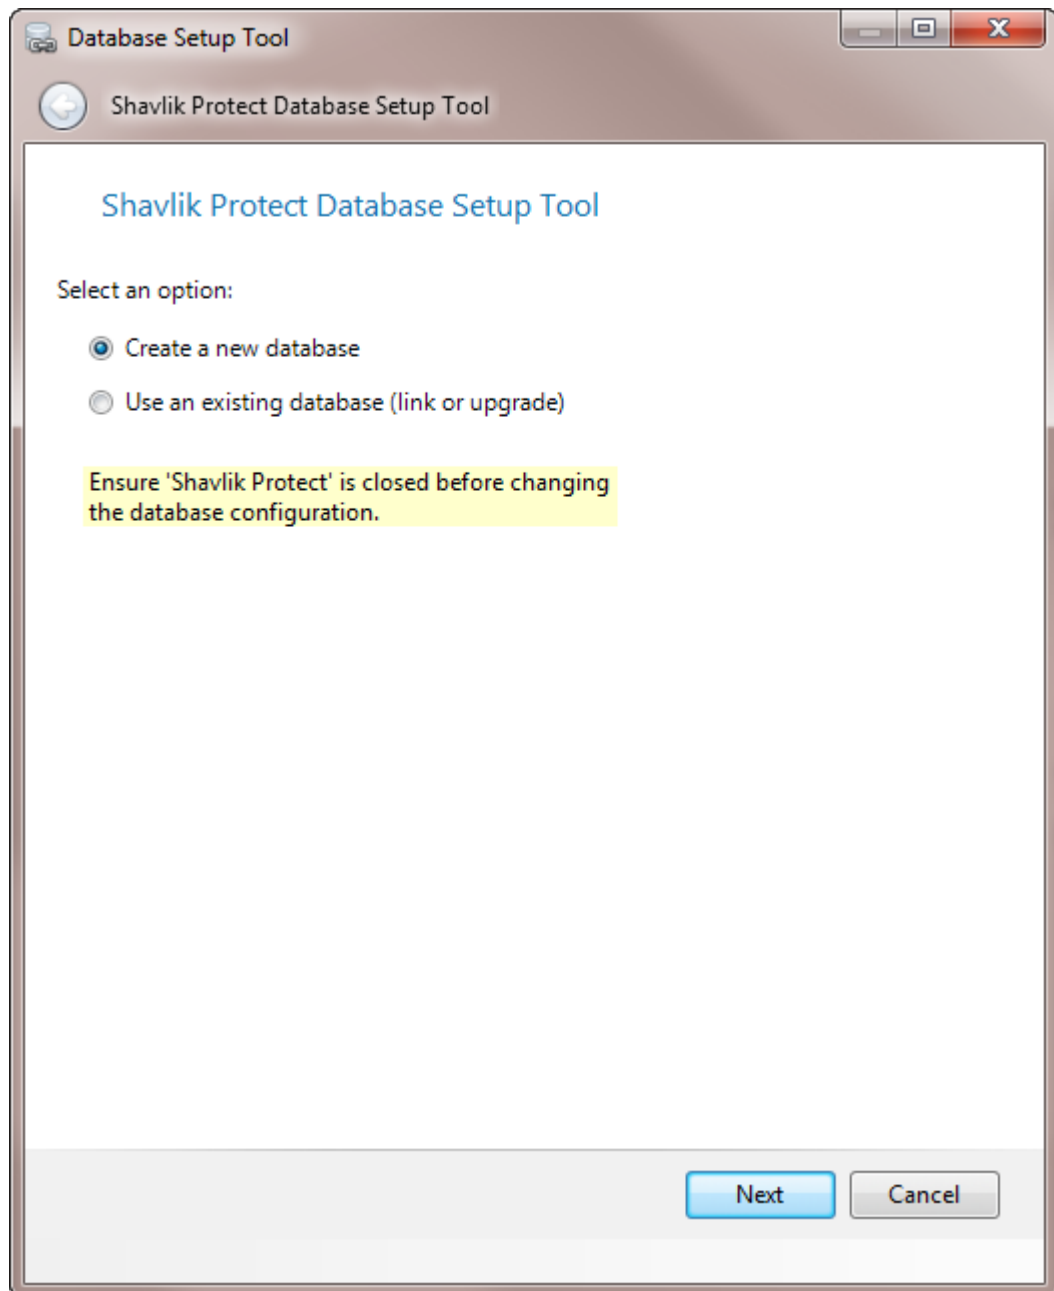 Database Setup Tool
Shavlik Protect Database Setup Tool
Shavlik Protect Database Setup Tool
Select an option:
Create a new database
Use an existing database (link or upgrade)
Ensure 'Shavlik Protect' is closed before changing
the database configuration.
Next Cancel